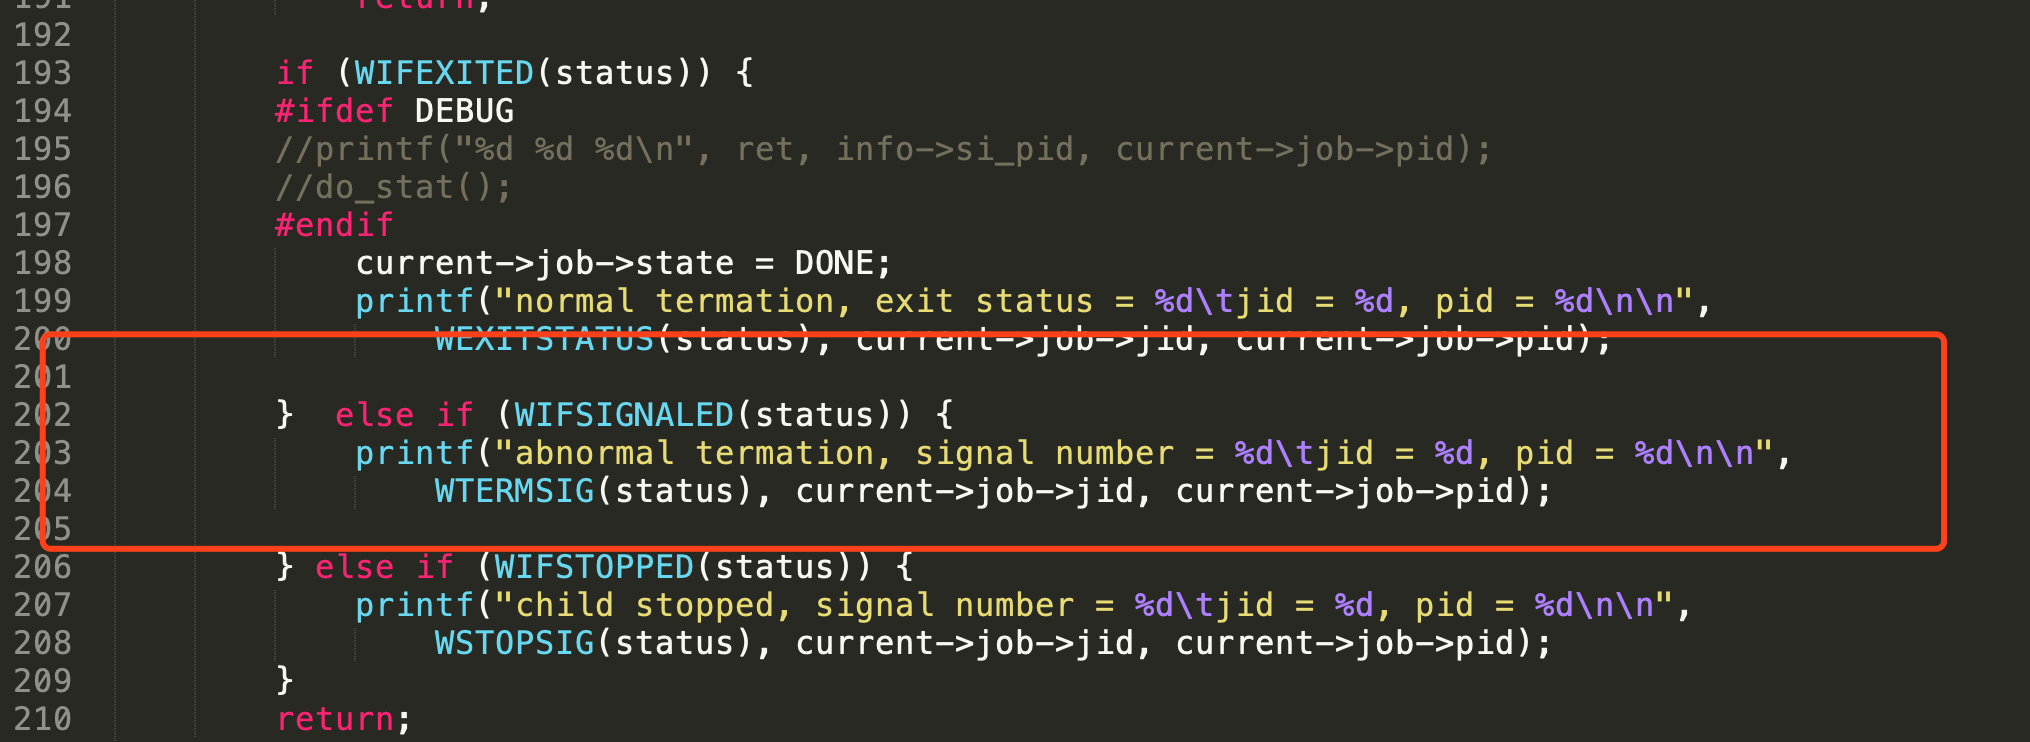 191 return;
192
193 if (WIFEXITED(status)) {
194 #ifdef DEBUG
195 //printf("%d %d %d\n", ret, info->si_pid, current->job->pid);
196 //do_stat();
197 #endif
198 current->job->state = DONE;
199 printf("normal termation, exit status = %d\tjid = %d, pid = %d\n\n",
200 WEXITSTATUS(status), current->job->jid, current->job->pid);
201
202 }  else if (WIFSIGNALED(status)) {
203 printf("abnormal termation, signal number = %d\tjid = %d, pid = %d\n\n",
204 WTERMSIG(status), current->job->jid, current->job->pid);
205
206 } else if (WIFSTOPPED(status)) {
207 printf("child stopped, signal number = %d\tjid = %d, pid = %d\n\n",
208 WSTOPSIG(status), current->job->jid, current->job->pid);
209 }
210 return;